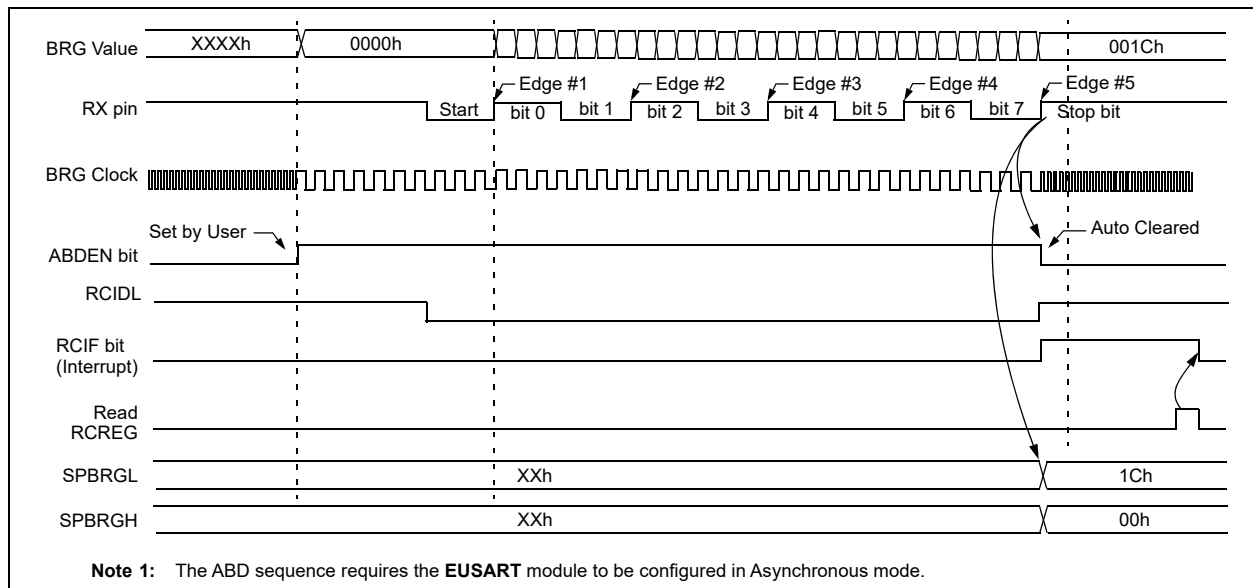 BRG Value XXXXh 0000h 001Ch
Edge #1 Edge #2 Edge #3 Edge #4 Edge #5
RX pin Start bit 0 bit 1 bit 2 bit 3 bit 4 bit 5 bit 6 bit 7 Stop bit
BRG Clock
Set by User Auto Cleared
ABDEN bit
RCIDL
RCIF bit
(Interrupt)
Read
RCREG
SPBRGL XXh 1Ch
SPBRGH XXh 00h
Note 1: The ABD sequence requires the EUSART module to be configured in Asynchronous mode.